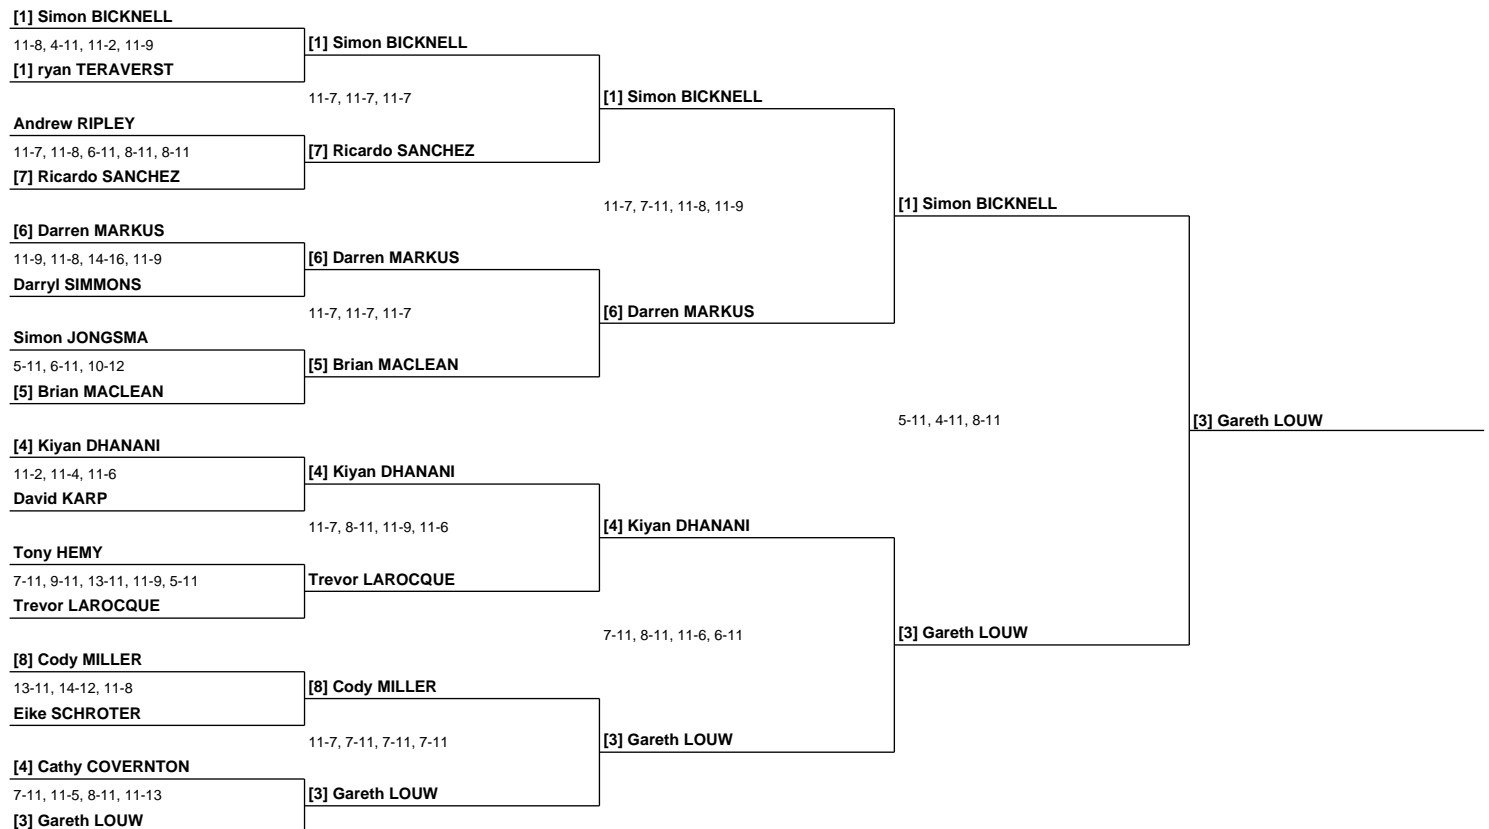 [1] Simon BICKNELL
11-8, 4-11, 11-2, 11-9
[1] Simon BICKNELL
[1] ryan TERAVERST
11-7, 11-7, 11-7
[1] Simon BICKNELL
Andrew RIPLEY
11-7, 11-8, 6-11, 8-11, 8-11
[7] Ricardo SANCHEZ
[7] Ricardo SANCHEZ
11-7, 7-11, 11-8, 11-9
[1] Simon BICKNELL
[6] Darren MARKUS
11-9, 11-8, 14-16, 11-9
[6] Darren MARKUS
Darryl SIMMONS
11-7, 11-7, 11-7
[6] Darren MARKUS
Simon JONGSMA
5-11, 6-11, 10-12
[5] Brian MACLEAN
[5] Brian MACLEAN
5-11, 4-11, 8-11
[3] Gareth LOUW
[4] Kiyan DHANANI
11-2, 11-4, 11-6
[4] Kiyan DHANANI
David KARP
11-7, 8-11, 11-9, 11-6
[4] Kiyan DHANANI
Tony HEMY
7-11, 9-11, 13-11, 11-9, 5-11
Trevor LAROCQUE
Trevor LAROCQUE
7-11, 8-11, 11-6, 6-11
[3] Gareth LOUW
[8] Cody MILLER
13-11, 14-12, 11-8
[8] Cody MILLER
Eike SCHROTER
11-7, 7-11, 7-11, 7-11
[3] Gareth LOUW
[4] Cathy COVERNTON
7-11, 11-5, 8-11, 11-13
[3] Gareth LOUW
[3] Gareth LOUW